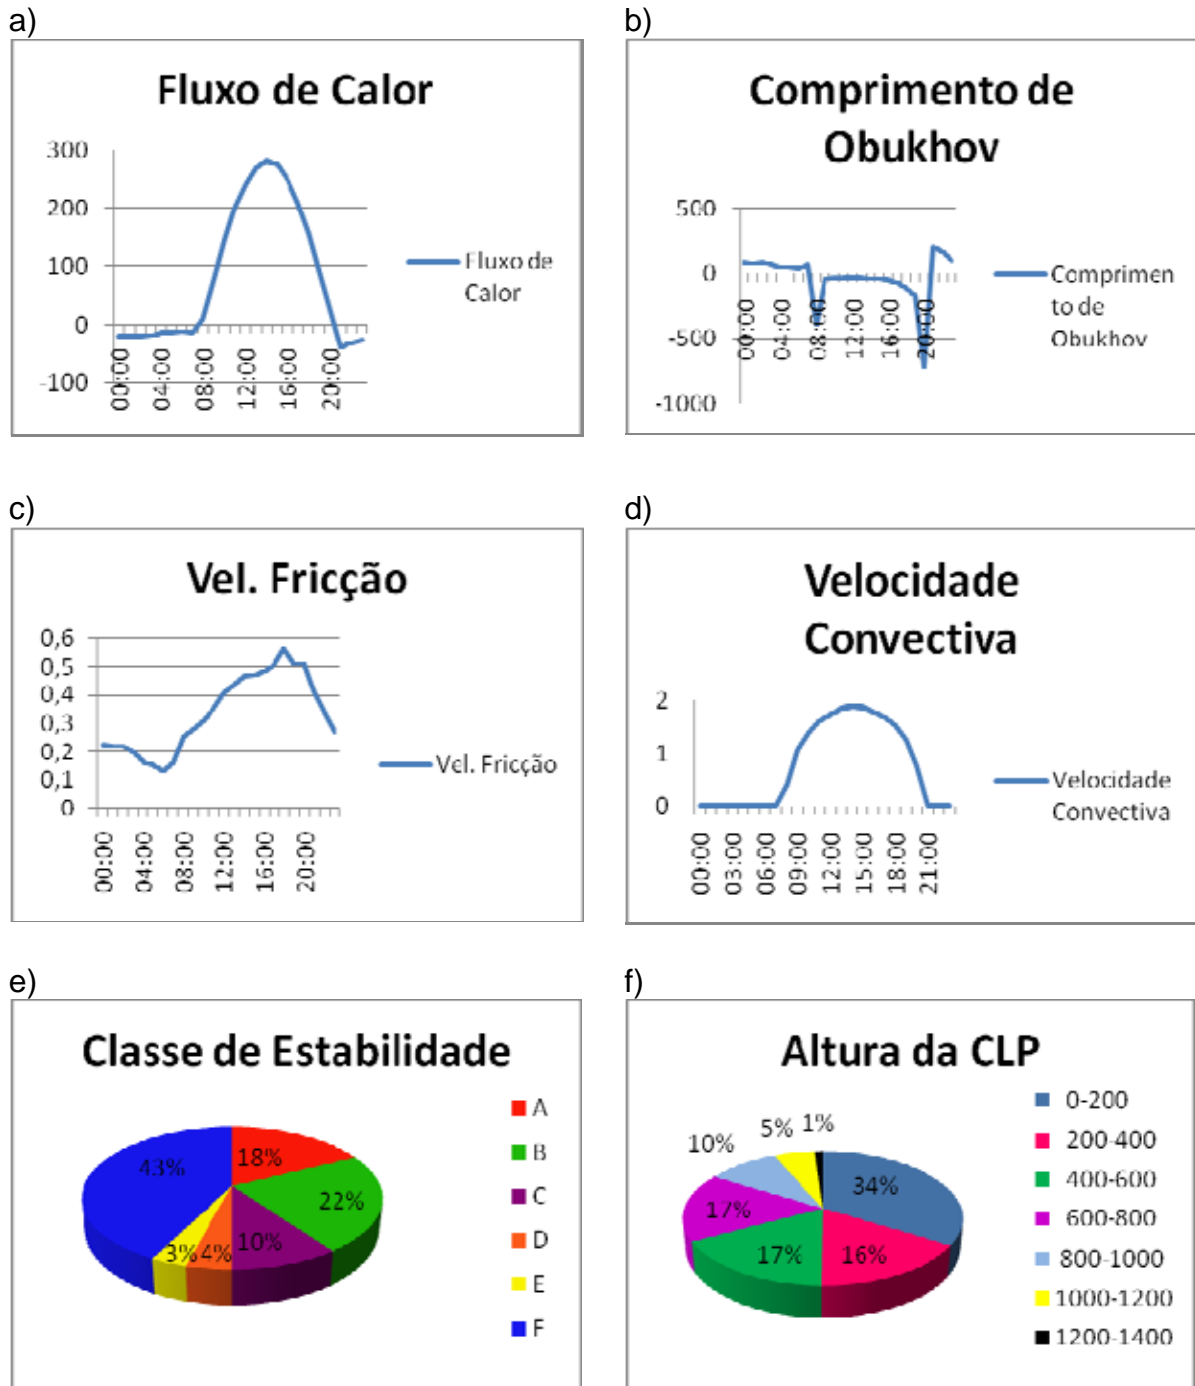 a)
Fluxo de Calor
300
200
100
0
-100
00:00
04:00
08:00
12:00
16:00
20:00
Fluxo de
Calor
b)
Comprimento de
Obukhov
500
0
-500
-1000
00:00
04:00
08:00
12:00
16:00
20:00
Comprimen
to de
Obukhov
c)
Vel. Fricção
0,6
0,5
0,4
0,3
0,2
0,1
0
00:00
04:00
08:00
12:00
16:00
20:00
Vel. Fricção
d)
Velocidade
Convectiva
2
1
0
00:00
03:00
06:00
09:00
12:00
15:00
18:00
21:00
Velocidade
Convectiva
e)
Classe de Estabilidade
43%
18%
22%
10%
4%
3%
A
B
C
D
E
F
f)
Altura da CLP
10%
5%
1%
34%
17%
17%
16%
0-200
200-400
400-600
600-800
800-1000
1000-1200
1200-1400